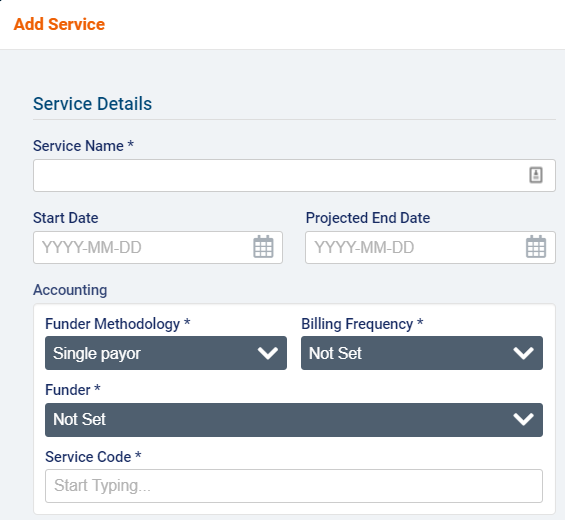 Add Service
Service Details
Service Name *
Start Date
Projected End Date
YYYY-MM-DD
YYYY-MM-DD
Accounting
Funder Methodology *
Billing Frequency *
Single payor
Not Set
Funder *
Not Set
Service Code *
Start Typing...